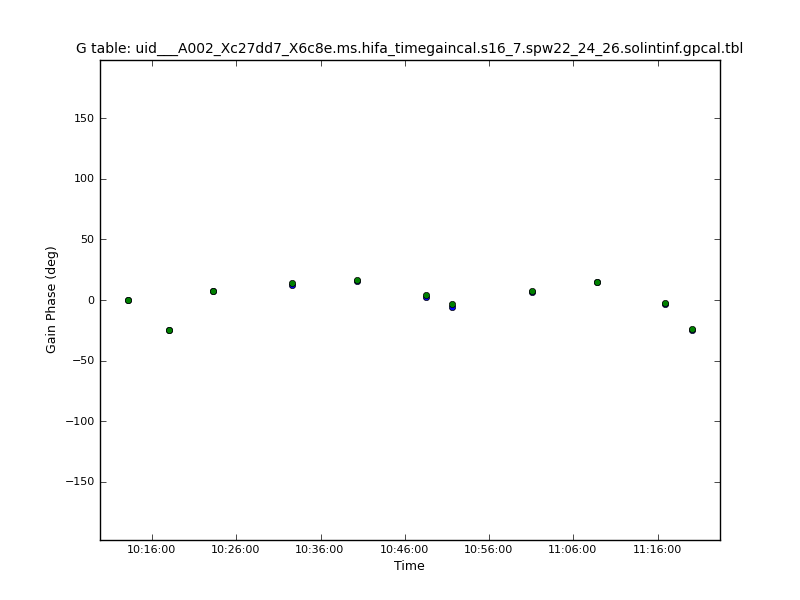 G table: uid___A002_Xc27dd7_X6c8e.ms.hifa_timegaincal.s16_7.spw22_24_26.solintinf.gpcal.tbl
150
100
50
0
−50
−100
−150
Gain Phase (deg)
10:16:00 10:26:00 10:36:00 10:46:00 10:56:00 11:06:00 11:16:00
Time